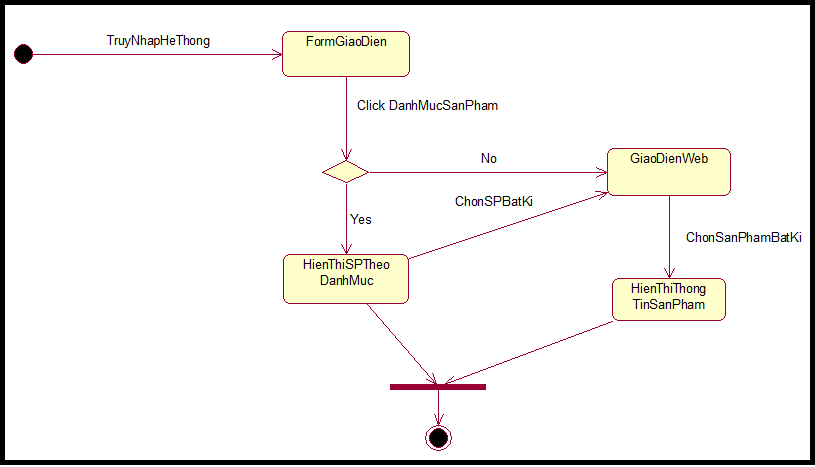 TruyNhapHeThong
FormGiaoDien
Click DanhMucSanPham
No
GiaoDienWeb
ChonSPBatKi
Yes
ChonSanPhamBatKi
HienThiSPTheo
DanhMuc
HienThiThong
TinSanPham